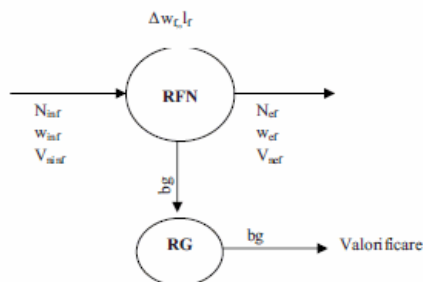 Δw_f, l_f
RFN
N_inf
w_inf
V_ninf
N_ef
w_ef
V_nef
bg
RG
bg
Valorificare